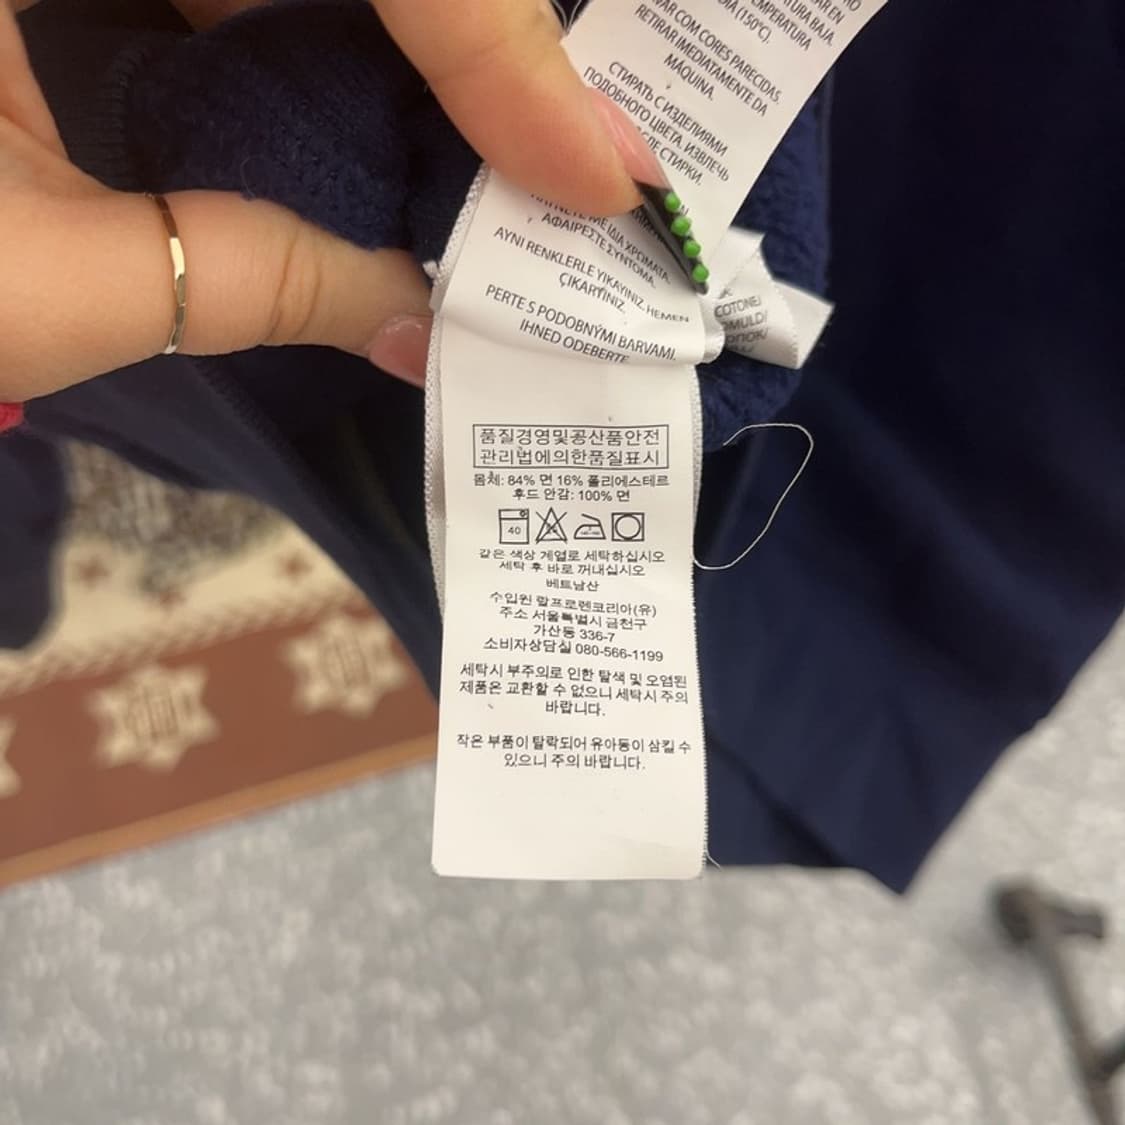 TURA BAJA.
(150°C).
TEMPERATURA
COM CORES PARECIDAS.
RETIRAR IMEDIATAMENTE DA
MÁQUINA.
СТИРАТЬ С ИЗДЕЛИЯМИ
ПОДОБНОГО ЦВЕТА. ИЗВЛЕЧЬ
СТИРКИ.
ΜΕ ΙΔΙΑ ΧΡΩΜΑΤΑ.
ΑΦΑΙΡΕΣΤΕ ΣΥΝΤΟΜΑ.
AYNI RENKLERLE YIKAYINIZ. HEMEN
ÇIKARTINIZ.
PERTE S PODOBNÝMI BARVAMI.
IHNED ODEBERTE
품질경영및공산품안전
관리법에의한품질표시
몸체: 84% 면 16% 폴리에스테르
후드 안감: 100% 면
40
같은 색상 계열로 세탁하십시오
세탁 후 바로 꺼내십시오
베트남산
수입원 랄프로렌코리아(유)
주소 서울특별시 금천구
가산동 336-7
소비자상담실 080-566-1199
세탁시 부주의로 인한 탈색 및 오염된
제품은 교환할 수 없으니 세탁시 주의
바랍니다.
작은 부품이 탈락되어 유아동이 삼킬 수
있으니 주의 바랍니다.